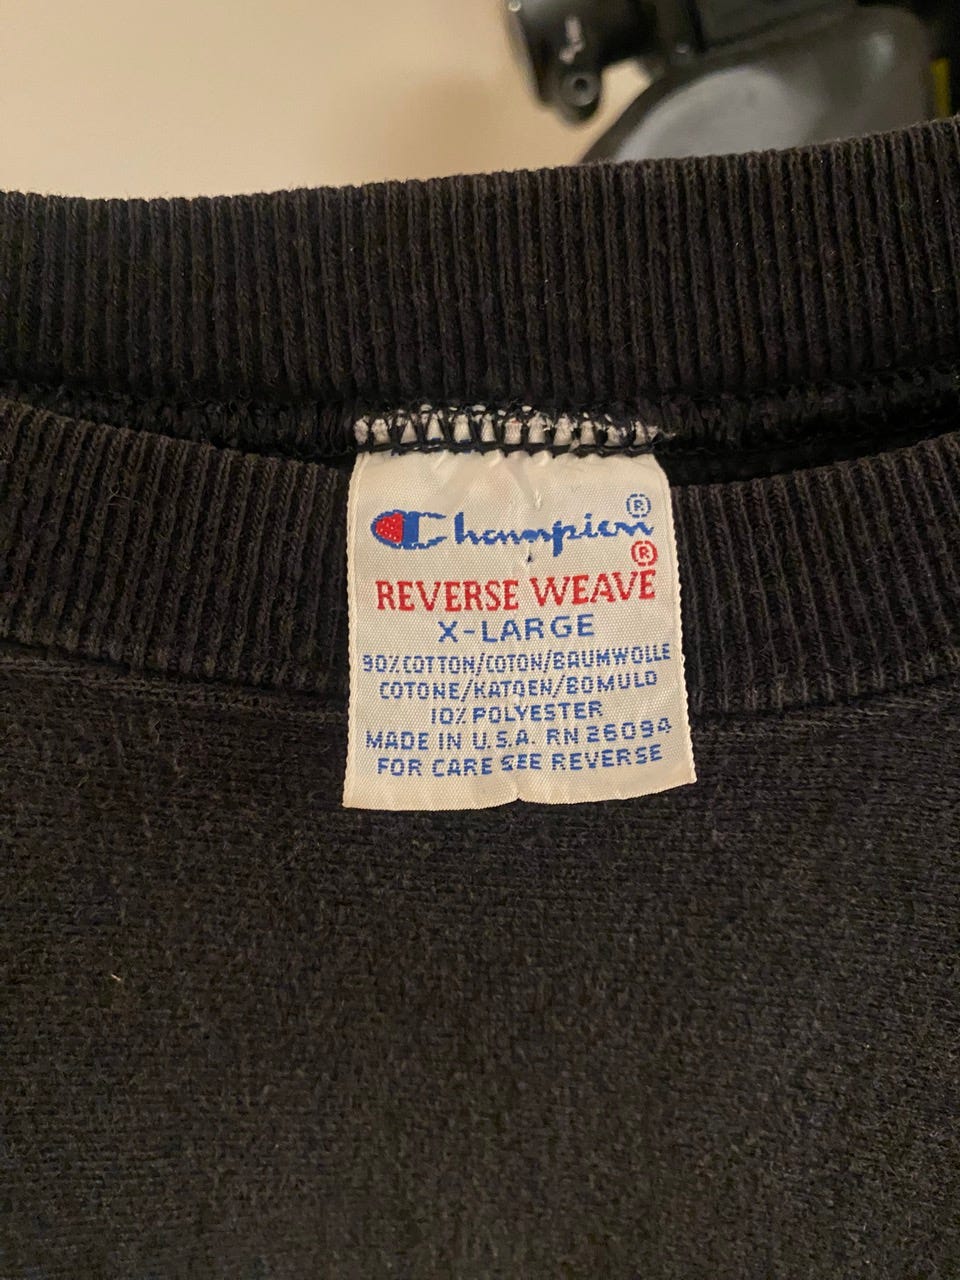 Champion®
REVERSE WEAVE®
X-LARGE
90% COTTON/COTON/BAUMWOLLE
COTONE/KATOEN/BOMULD
10% POLYESTER
MADE IN U.S.A. RN 26094
FOR CARE SEE REVERSE